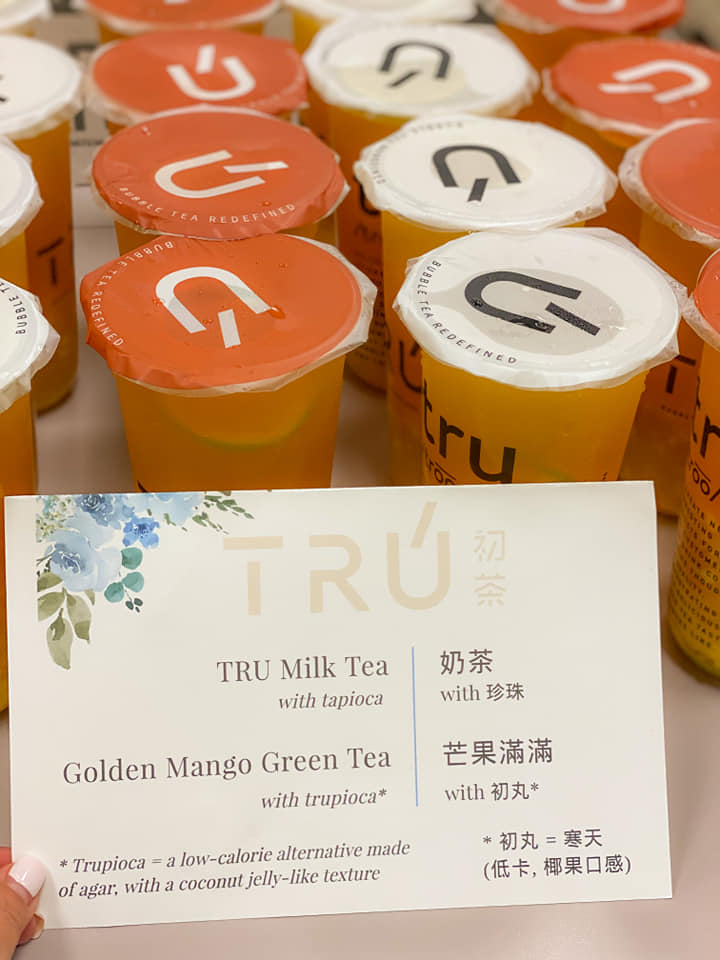 BUBBLE TEA REDEFINED
BUBBLE TEA REDEFINED
BUBBLE TEA REDEFINED
tru
TRÚ 初茶
TRU Milk Tea
with tapioca
奶茶
with 珍珠
Golden Mango Green Tea
with trupioca*
芒果滿滿
with 初丸*
* Trupioca = a low-calorie alternative made
of agar, with a coconut jelly-like texture
* 初丸 = 寒天
(低卡, 椰果口感)